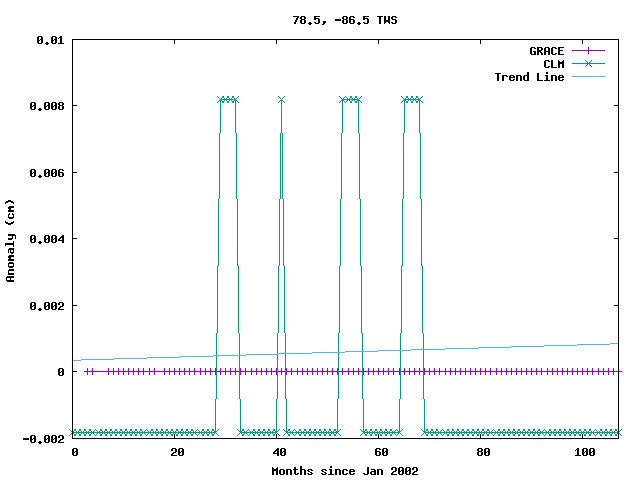 78.5, -86.5 TWS
GRACE
CLM
Trend Line
0.01
0.008
0.006
0.004
0.002
0
-0.002
Anomaly (cm)
0 20 40 60 80 100
Months since Jan 2002